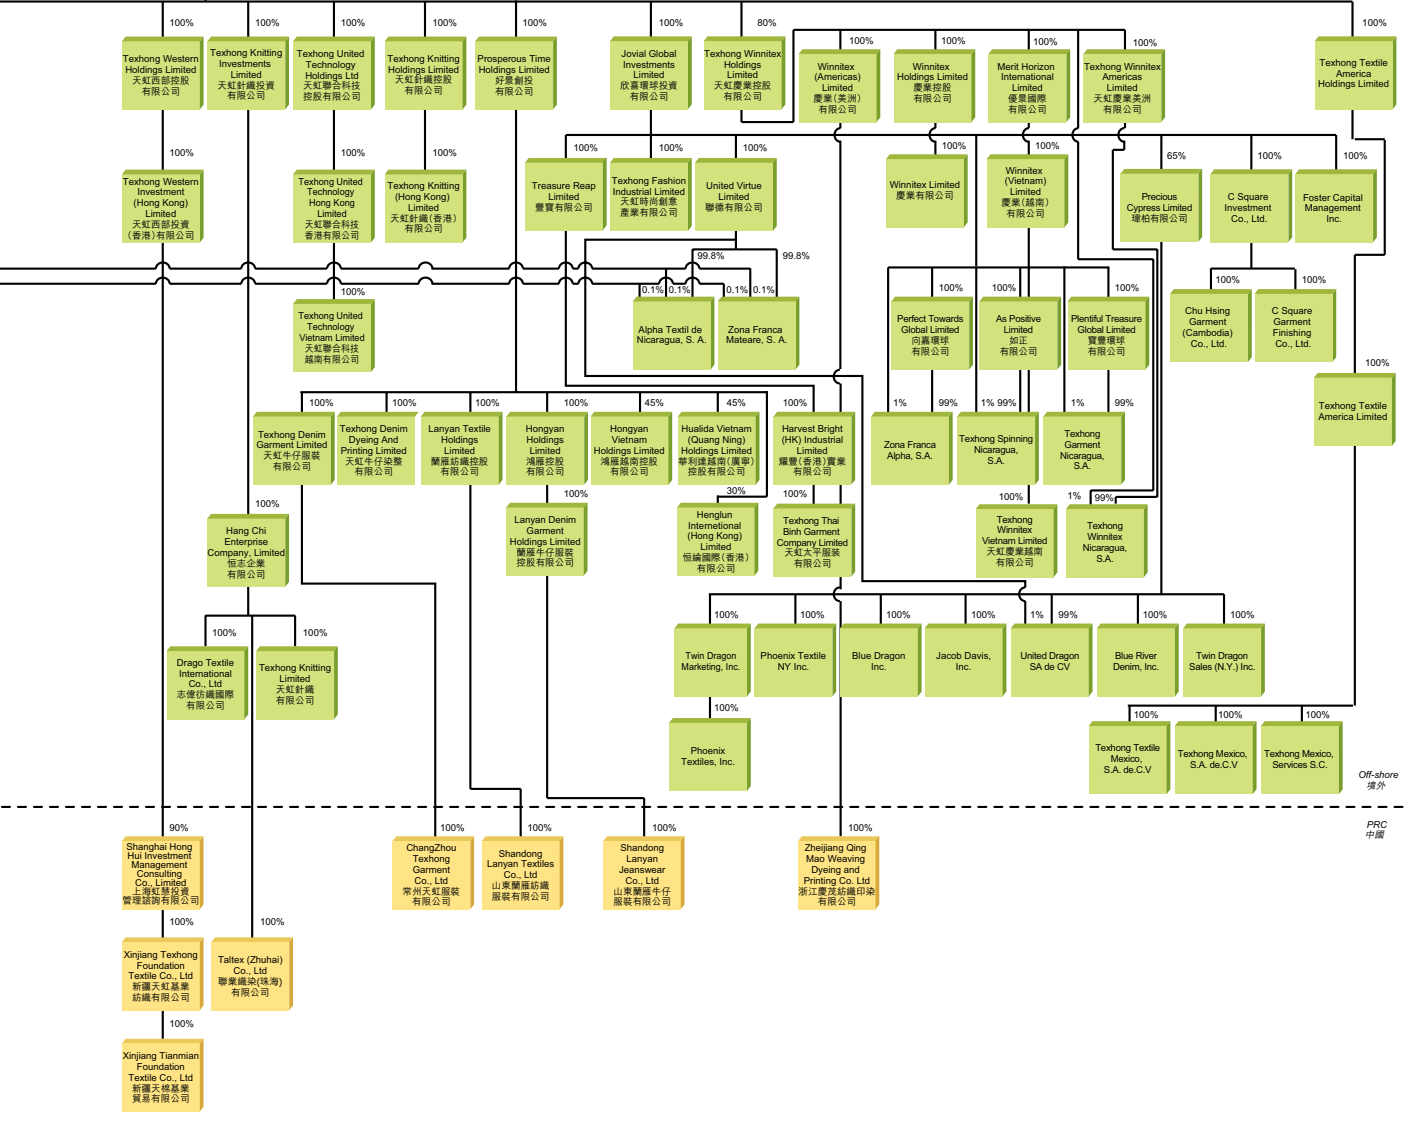 100%
100%
100%
100%
100%
100%
80%
100%
Texhong Western
Holdings Limited
天虹西部控股
有限公司
Texhong Knitting
Investments
Limited
天虹針織投資
有限公司
Texhong United
Technology
Holdings Ltd
天虹聯合科技
控股有限公司
Texhong Knitting
Holdings Limited
天虹針織控股
有限公司
Prosperous Time
Holdings Limited
好景創投
有限公司
Jovial Global
Investments
Limited
欣嘉環球投資
有限公司
Texhong Winnitex
Holdings
Limited
天虹慶業控股
有限公司
100%
100%
100%
100%
Winnitex
(Americas)
Limited
慶業(美洲)
有限公司
Winnitex
Holdings Limited
慶業控股
有限公司
Merit Horizon
International
Limited
優景國際
有限公司
Texhong Winnitex
Americas
Limited
天虹慶業美洲
有限公司
Texhong Textile
America
Holdings Limited
100%
100%
100%
100%
100%
100%
100%
100%
65%
100%
100%
Texhong Western
Investment
(Hong Kong)
Limited
天虹西部投資
(香港)有限公司
Texhong United
Technology
Hong Kong
Limited
天虹聯合科技
香港有限公司
Texhong Knitting
(Hong Kong)
Limited
天虹針織(香港)
有限公司
Treasure Reap
Limited
豐寶有限公司
Texhong Fashion
Industrial Limited
天虹時尚創意
產業有限公司
United Virtue
Limited
聯德有限公司
Winnitex Limited
慶業有限公司
Winnitex
(Vietnam)
Limited
慶業(越南)
有限公司
Precious
Cypress Limited
瑋柏有限公司
C Square
Investment
Co., Ltd.
Foster Capital
Management
Inc.
99.8%
99.8%
100%
0.1%
0.1%
0.1%
0.1%
100%
100%
100%
100%
100%
Texhong United
Technology
Vietnam Limited
天虹聯合科技
越南有限公司
Alpha Textil de
Nicaragua, S. A.
Zona Franca
Mateare, S. A.
Perfect Towards
Global Limited
向嘉環球
有限公司
As Positive
Limited
如正
有限公司
Plentiful Treasure
Global Limited
寶豐環球
有限公司
Chu Hsing
Garment
(Cambodia)
Co., Ltd.
C Square
Garment
Finishing
Co., Ltd.
100%
100%
100%
100%
100%
45%
45%
100%
1%
99%
1%
99%
1%
99%
Texhong Denim
Garment Limited
天虹牛仔服裝
有限公司
Texhong Denim
Dyeing And
Printing Limited
天虹牛仔染整
有限公司
Lanyan Textile
Holdings
Limited
蘭雁紡織控股
有限公司
Hongyan
Holdings
Limited
鴻雁控股
有限公司
Hongyan
Vietnam
Holdings Limited
鴻雁越南控股
有限公司
Hualida Vietnam
(Quang Ning)
Holdings Limited
華利達越南(廣寧)
控股有限公司
Harvest Bright
(HK) Industrial
Limited
耀豐(香港)實業
有限公司
Zona Franca
Alpha, S.A.
Texhong Spinning
Nicaragua,
S.A.
Texhong
Garment
Nicaragua,
S.A.
Texhong Textile
America Limited
100%
100%
30%
100%
100%
1%
99%
Hang Chi
Enterprise
Company, Limited
恒志企業
有限公司
Lanyan Denim
Garment
Holdings Limited
蘭雁牛仔服裝
控股有限公司
Henglun
Internetional
(Hong Kong)
Limited
恒綸國際(香港)
有限公司
Texhong Thai
Binh Garment
Company Limited
天虹太平服装
有限公司
Texhong
Winnitex
Vietnam Limited
天虹慶業越南
有限公司
Texhong
Winnitex
Nicaragua,
S.A.
100%
100%
100%
100%
100%
100%
1%
99%
100%
100%
Drago Textile
International
Co., Ltd
志偉彷織國際
有限公司
Texhong Knitting
Limited
天虹針織
有限公司
Twin Dragon
Marketing, Inc.
Phoenix Textile
NY Inc.
Blue Dragon
Inc.
Jacob Davis,
Inc.
United Dragon
SA de CV
Blue River
Denim, Inc.
Twin Dragon
Sales (N.Y.) Inc.
100%
100%
100%
100%
Phoenix
Textiles, Inc.
Texhong Textile
Mexico,
S.A. de.C.V
Texhong Mexico,
S.A. de.C.V
Texhong Mexico,
Services S.C.
Off-shore
境外
PRC
中國
90%
100%
100%
100%
100%
Shanghai Hong
Hui Investment
Management
Consulting
Co., Limited
上海虹慧投資
管理諮詢有限公司
ChangZhou
Texhong
Garment
Co., Ltd
常州天虹服裝
有限公司
Shandong
Lanyan Textiles
Co., Ltd
山東蘭雁紡織
服裝有限公司
Shandong
Lanyan
Jeanswear
Co., Ltd
山東蘭雁牛仔
服裝有限公司
Zheijiang Qing
Mao Weaving
Dyeing and
Printing Co. Ltd
浙江慶茂紡織印染
有限公司
100%
100%
Xinjiang Texhong
Foundation
Textile Co., Ltd
新疆天虹基業
紡織有限公司
Taltex (Zhuhai)
Co., Ltd
聯業織染(珠海)
有限公司
100%
Xinjiang Tianmian
Foundation
Textile Co., Ltd
新疆天棉基業
貿易有限公司